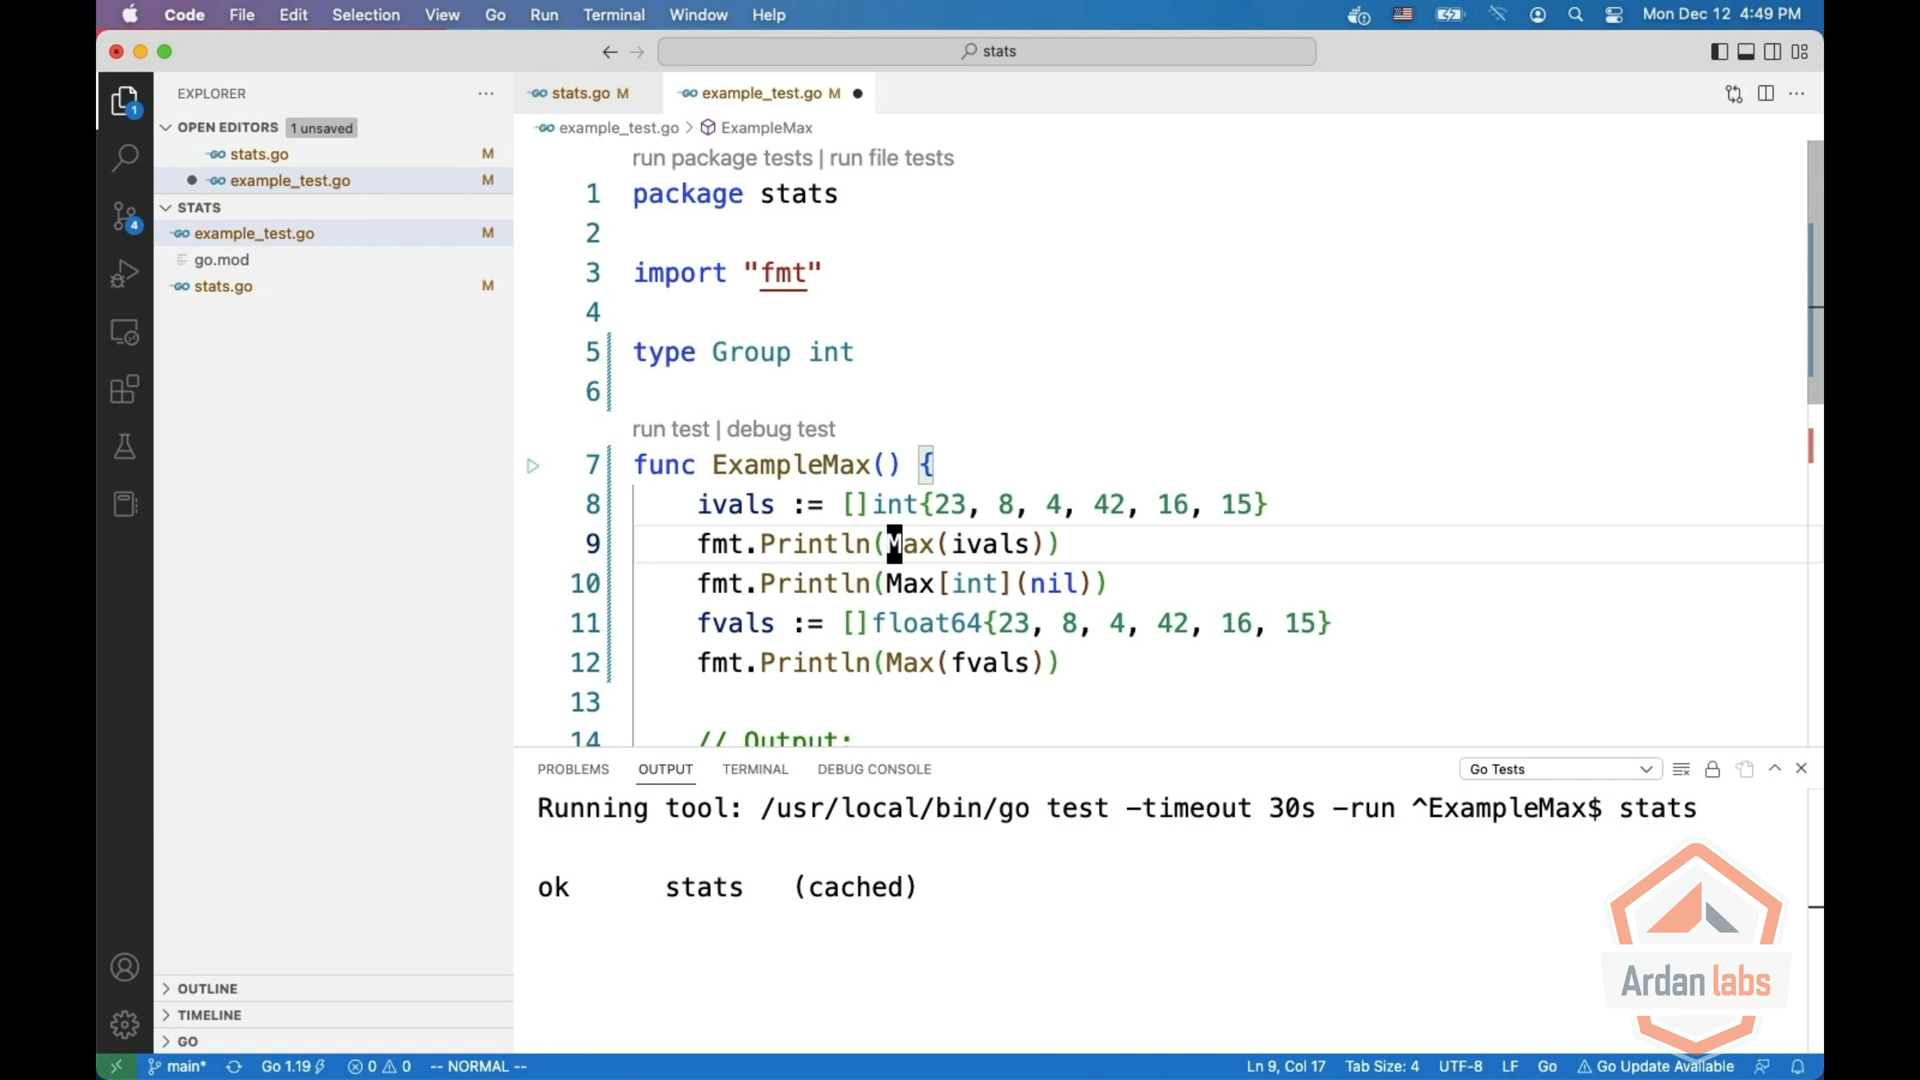 Code File Edit Selection View Go Run Terminal Window Help Mon Dec 12 4:49 PM
stats
EXPLORER
OPEN EDITORS 1 unsaved
stats.go M
example_test.go M
STATS
example_test.go M
go.mod
stats.go M
OUTLINE
TIMELINE
GO
1
4
stats.go M example_test.go M
example_test.go > ExampleMax
run package tests | run file tests
1 package stats
2
3 import "fmt"
4
5 type Group int
6
run test | debug test
7 func ExampleMax() {
8 ivals := []int{23, 8, 4, 42, 16, 15}
9 fmt.Println(Max(ivals))
10 fmt.Println(Max[int](nil))
11 fvals := []float64{23, 8, 4, 42, 16, 15}
12 fmt.Println(Max(fvals))
13
14 // Output:
PROBLEMS OUTPUT TERMINAL DEBUG CONSOLE Go Tests
Running tool: /usr/local/bin/go test -timeout 30s -run ^ExampleMax$ stats
ok stats (cached)
Ardan labs
main* Go 1.19 0 0 -- NORMAL -- Ln 9, Col 17 Tab Size: 4 UTF-8 LF Go Go Update Available